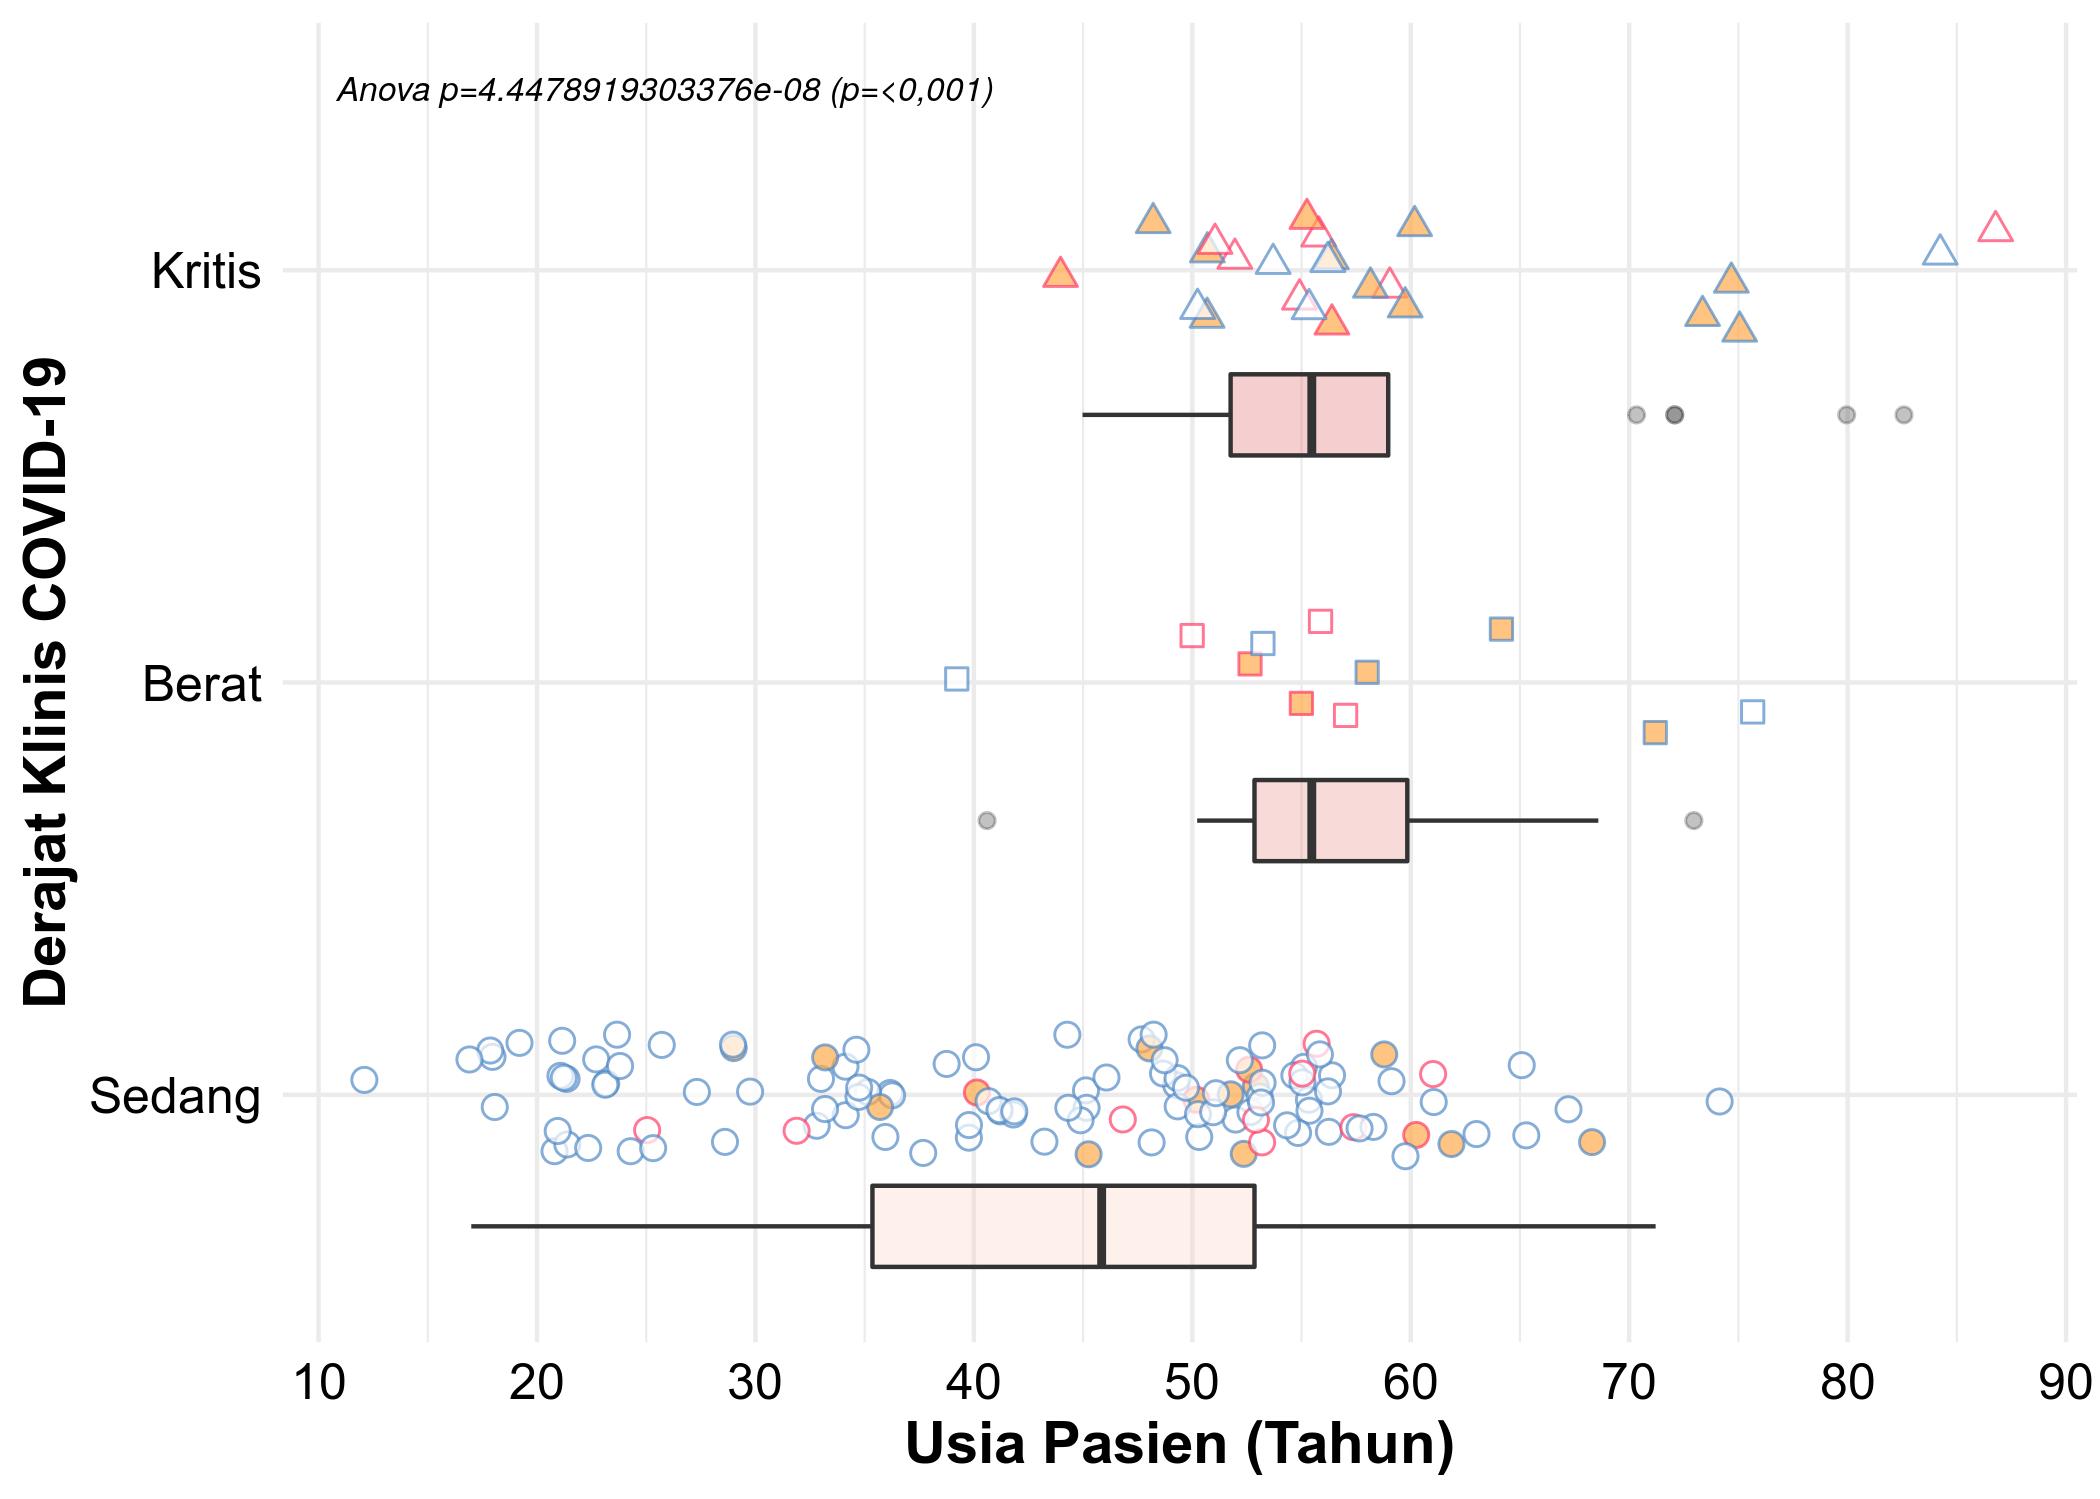 Anova p=4.4478919303376e-08 (p=<0,001)
Derajat Klinis COVID-19
Kritis
Berat
Sedang
10 20 30 40 50 60 70 80 90
Usia Pasien (Tahun)